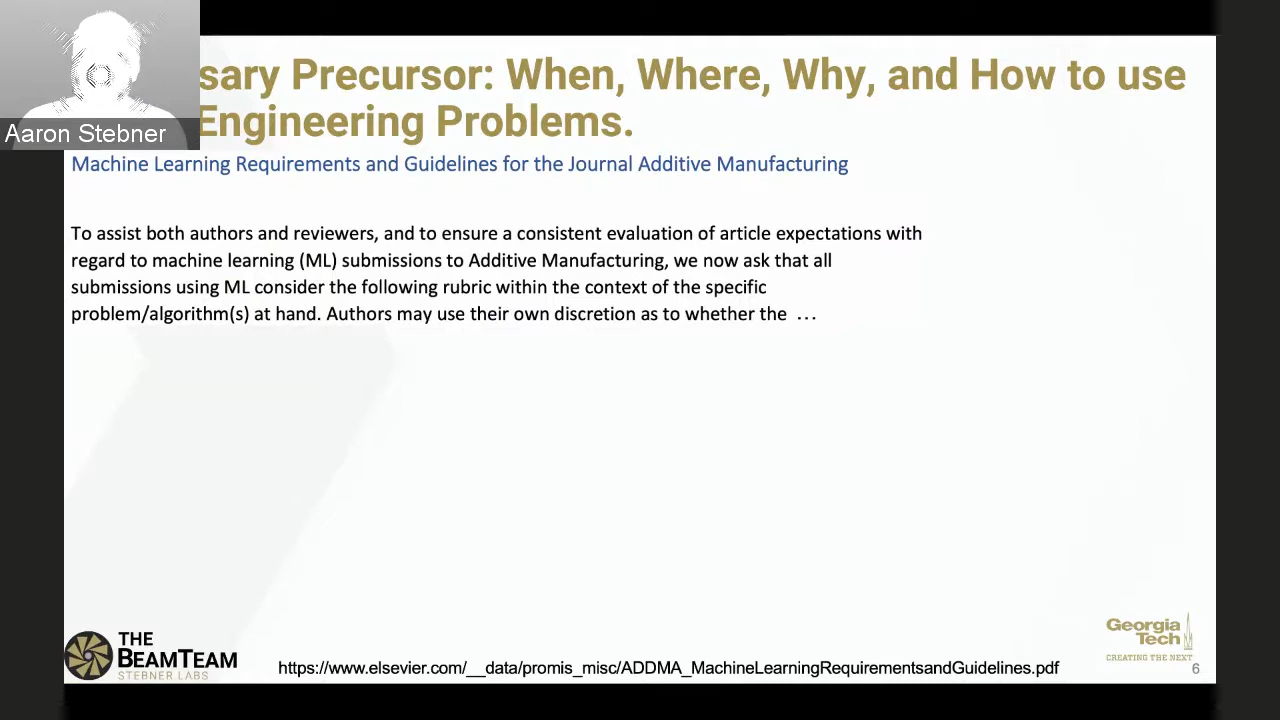 Aaron Stebner
sary Precursor: When, Where, Why, and How to use
Engineering Problems.
Machine Learning Requirements and Guidelines for the Journal Additive Manufacturing
To assist both authors and reviewers, and to ensure a consistent evaluation of article expectations with
regard to machine learning (ML) submissions to Additive Manufacturing, we now ask that all
submissions using ML consider the following rubric within the context of the specific
problem/algorithm(s) at hand. Authors may use their own discretion as to whether the ...
THE
BEAMTEAM
STEBNER LABS
https://www.elsevier.com/__data/promis_misc/ADDMA_MachineLearningRequirementsandGuidelines.pdf
Georgia
Tech
CREATING THE NEXT
6